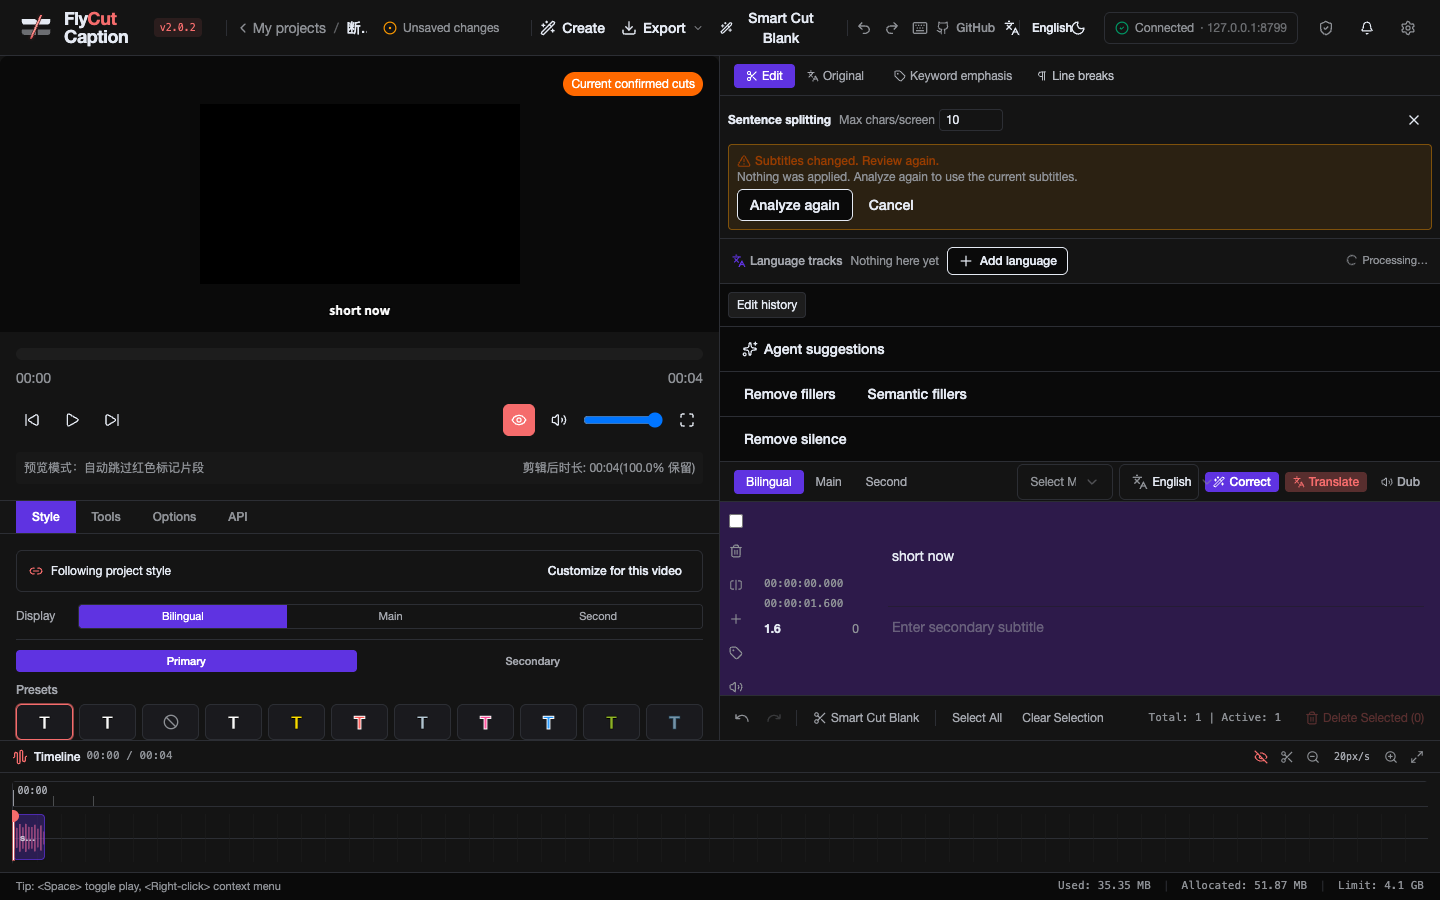 FlyCut Caption
v2.0.2
My projects / 断..
Unsaved changes
Create
Export
Smart Cut Blank
GitHub
English
Connected · 127.0.0.1:8799
Current confirmed cuts
short now
00:00
00:04
预览模式：自动跳过红色标记片段
剪辑后时长: 00:04(100.0% 保留)
Style
Tools
Options
API
Following project style
Customize for this video
Display
Bilingual
Main
Second
Primary
Secondary
Presets
T T T T T T T T T T
Edit
Original
Keyword emphasis
Line breaks
Sentence splitting
Max chars/screen
10
Subtitles changed. Review again.
Nothing was applied. Analyze again to use the current subtitles.
Analyze again
Cancel
Language tracks
Nothing here yet
Add language
Processing...
Edit history
Agent suggestions
Remove fillers
Semantic fillers
Remove silence
Bilingual
Main
Second
Select M
English
Correct
Translate
Dub
short now
00:00:00.000
00:00:01.600
1.6
0
Enter secondary subtitle
Smart Cut Blank
Select All
Clear Selection
Total: 1 | Active: 1
Delete Selected (0)
Timeline
00:00 / 00:04
20px/s
00:00
s...
Tip: <Space> toggle play, <Right-click> context menu
Used: 35.35 MB | Allocated: 51.87 MB | Limit: 4.1 GB